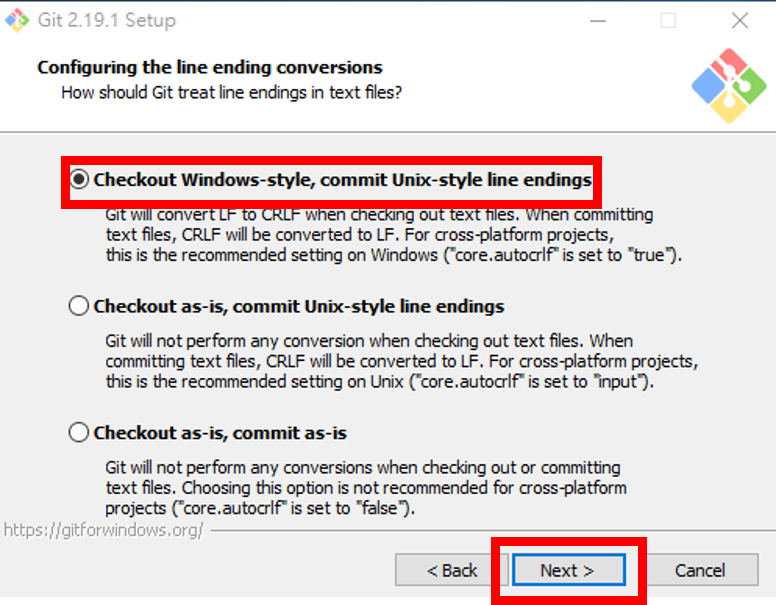 Git 2.19.1 Setup
Configuring the line ending conversions
How should Git treat line endings in text files?
Checkout Windows-style, commit Unix-style line endings
Git will convert LF to CRLF when checking out text files. When committing
text files, CRLF will be converted to LF. For cross-platform projects,
this is the recommended setting on Windows ("core.autocrlf" is set to "true").
Checkout as-is, commit Unix-style line endings
Git will not perform any conversion when checking out text files. When
committing text files, CRLF will be converted to LF. For cross-platform projects,
this is the recommended setting on Unix ("core.autocrlf" is set to "input").
Checkout as-is, commit as-is
Git will not perform any conversions when checking out or committing
text files. Choosing this option is not recommended for cross-platform
projects ("core.autocrlf" is set to "false").
https://gitforwindows.org/
< Back
Next >
Cancel